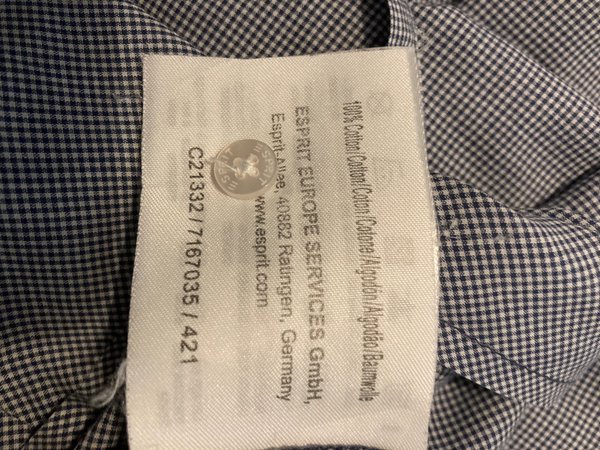 100% Cotton/Cotton/Coton/Cotone/Algodón/Algodão/Baumwolle
ESPRIT EUROPE SERVICES GmbH,
Esprit-Allee, 40882 Ratingen, Germany
www.esprit.com
C21332 / 7167035 / 421